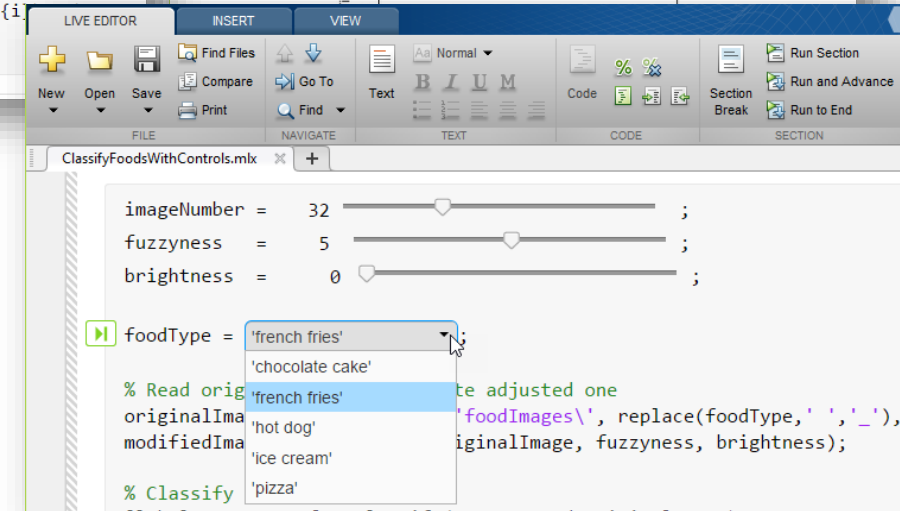 {i}
LIVE EDITOR INSERT VIEW
New Open Save Find Files Compare Print
FILE
Go To Find
NAVIGATE
Text Aa Normal
B I U M
TEXT
Code % %
CODE
Section Break Run Section Run and Advance Run to End
SECTION
ClassifyFoodsWithControls.mlx
imageNumber = 32 ;
fuzzyness = 5 ;
brightness = 0 ;
foodType = 'french fries' ;
'chocolate cake'
% Read orig te adjusted one
'french fries'
originalIma 'foodImages\', replace(foodType,' ','_'),
'hot dog'
modifiedIma iginalImage, fuzzyness, brightness);
'ice cream'
'pizza'
% Classify